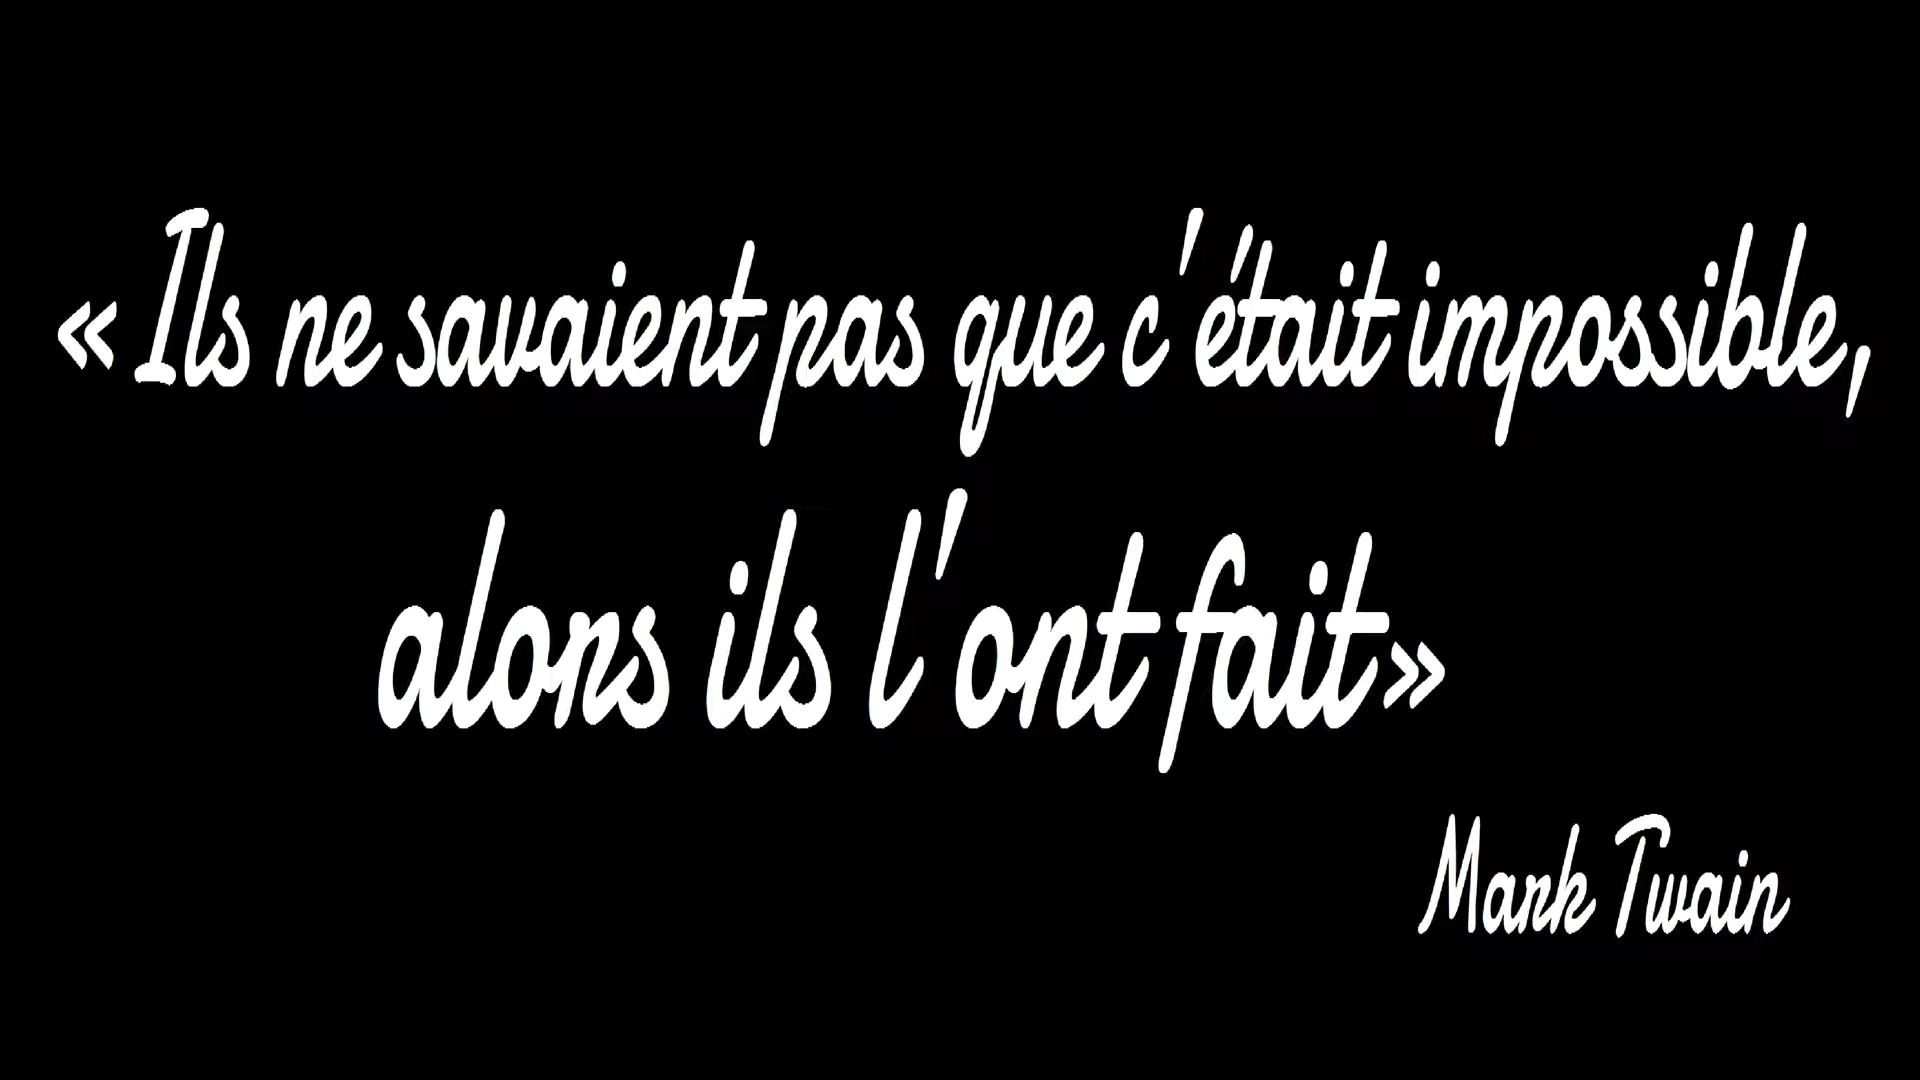 « Ils ne savaient pas que c'était impossible,
alors ils l'ont fait»
Mark Twain